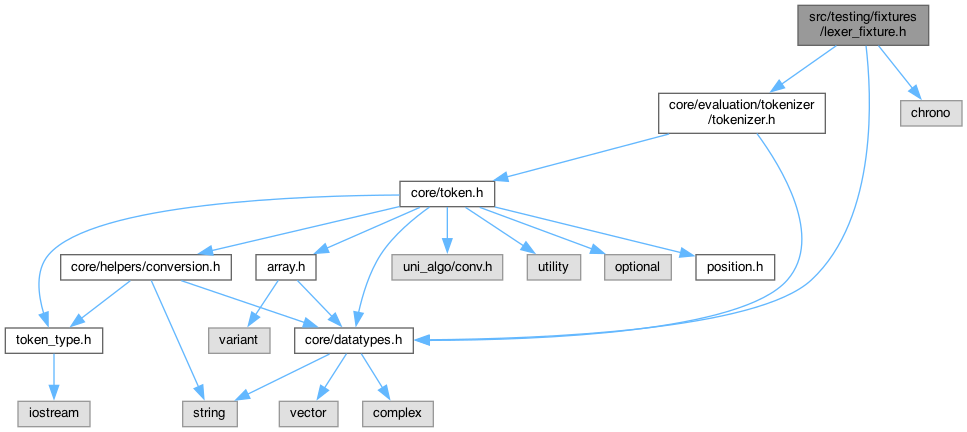 src/testing/fixtures
/lexer_fixture.h
core/evaluation/tokenizer
/tokenizer.h
chrono
core/token.h
core/helpers/conversion.h
array.h
uni_algo/conv.h
utility
optional
position.h
token_type.h
variant
core/datatypes.h
iostream
string
vector
complex